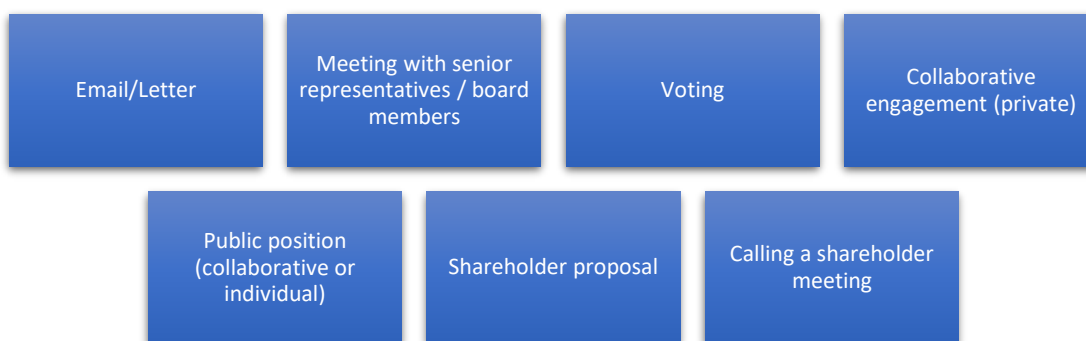 Email/Letter
Meeting with senior
representatives / board
members
Voting
Collaborative
engagement (private)
Public position
(collaborative or
individual)
Shareholder proposal
Calling a shareholder
meeting